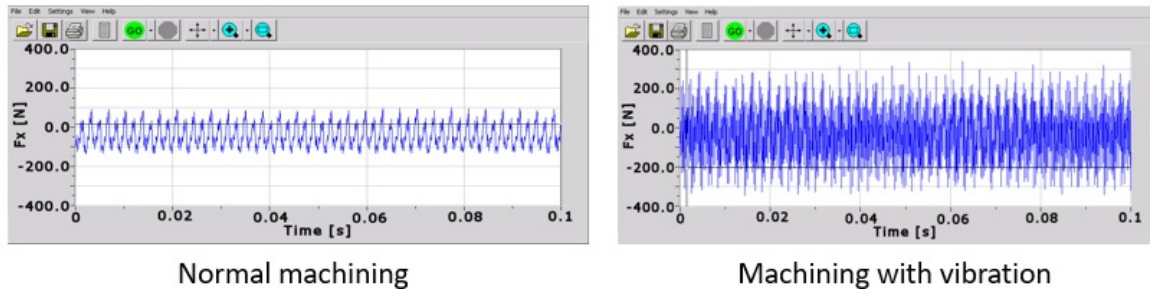 File Edit Settings View Help
GO
400.0
200.0
0.0
-200.0
-400.0
Fx [N]
0 0.02 0.04 0.06 0.08 0.1
Time [s]
Normal machining
File Edit Settings View Help
GO
400.0
200.0
0.0
-200.0
-400.0
Fx [N]
0 0.02 0.04 0.06 0.08 0.1
Time [s]
Machining with vibration